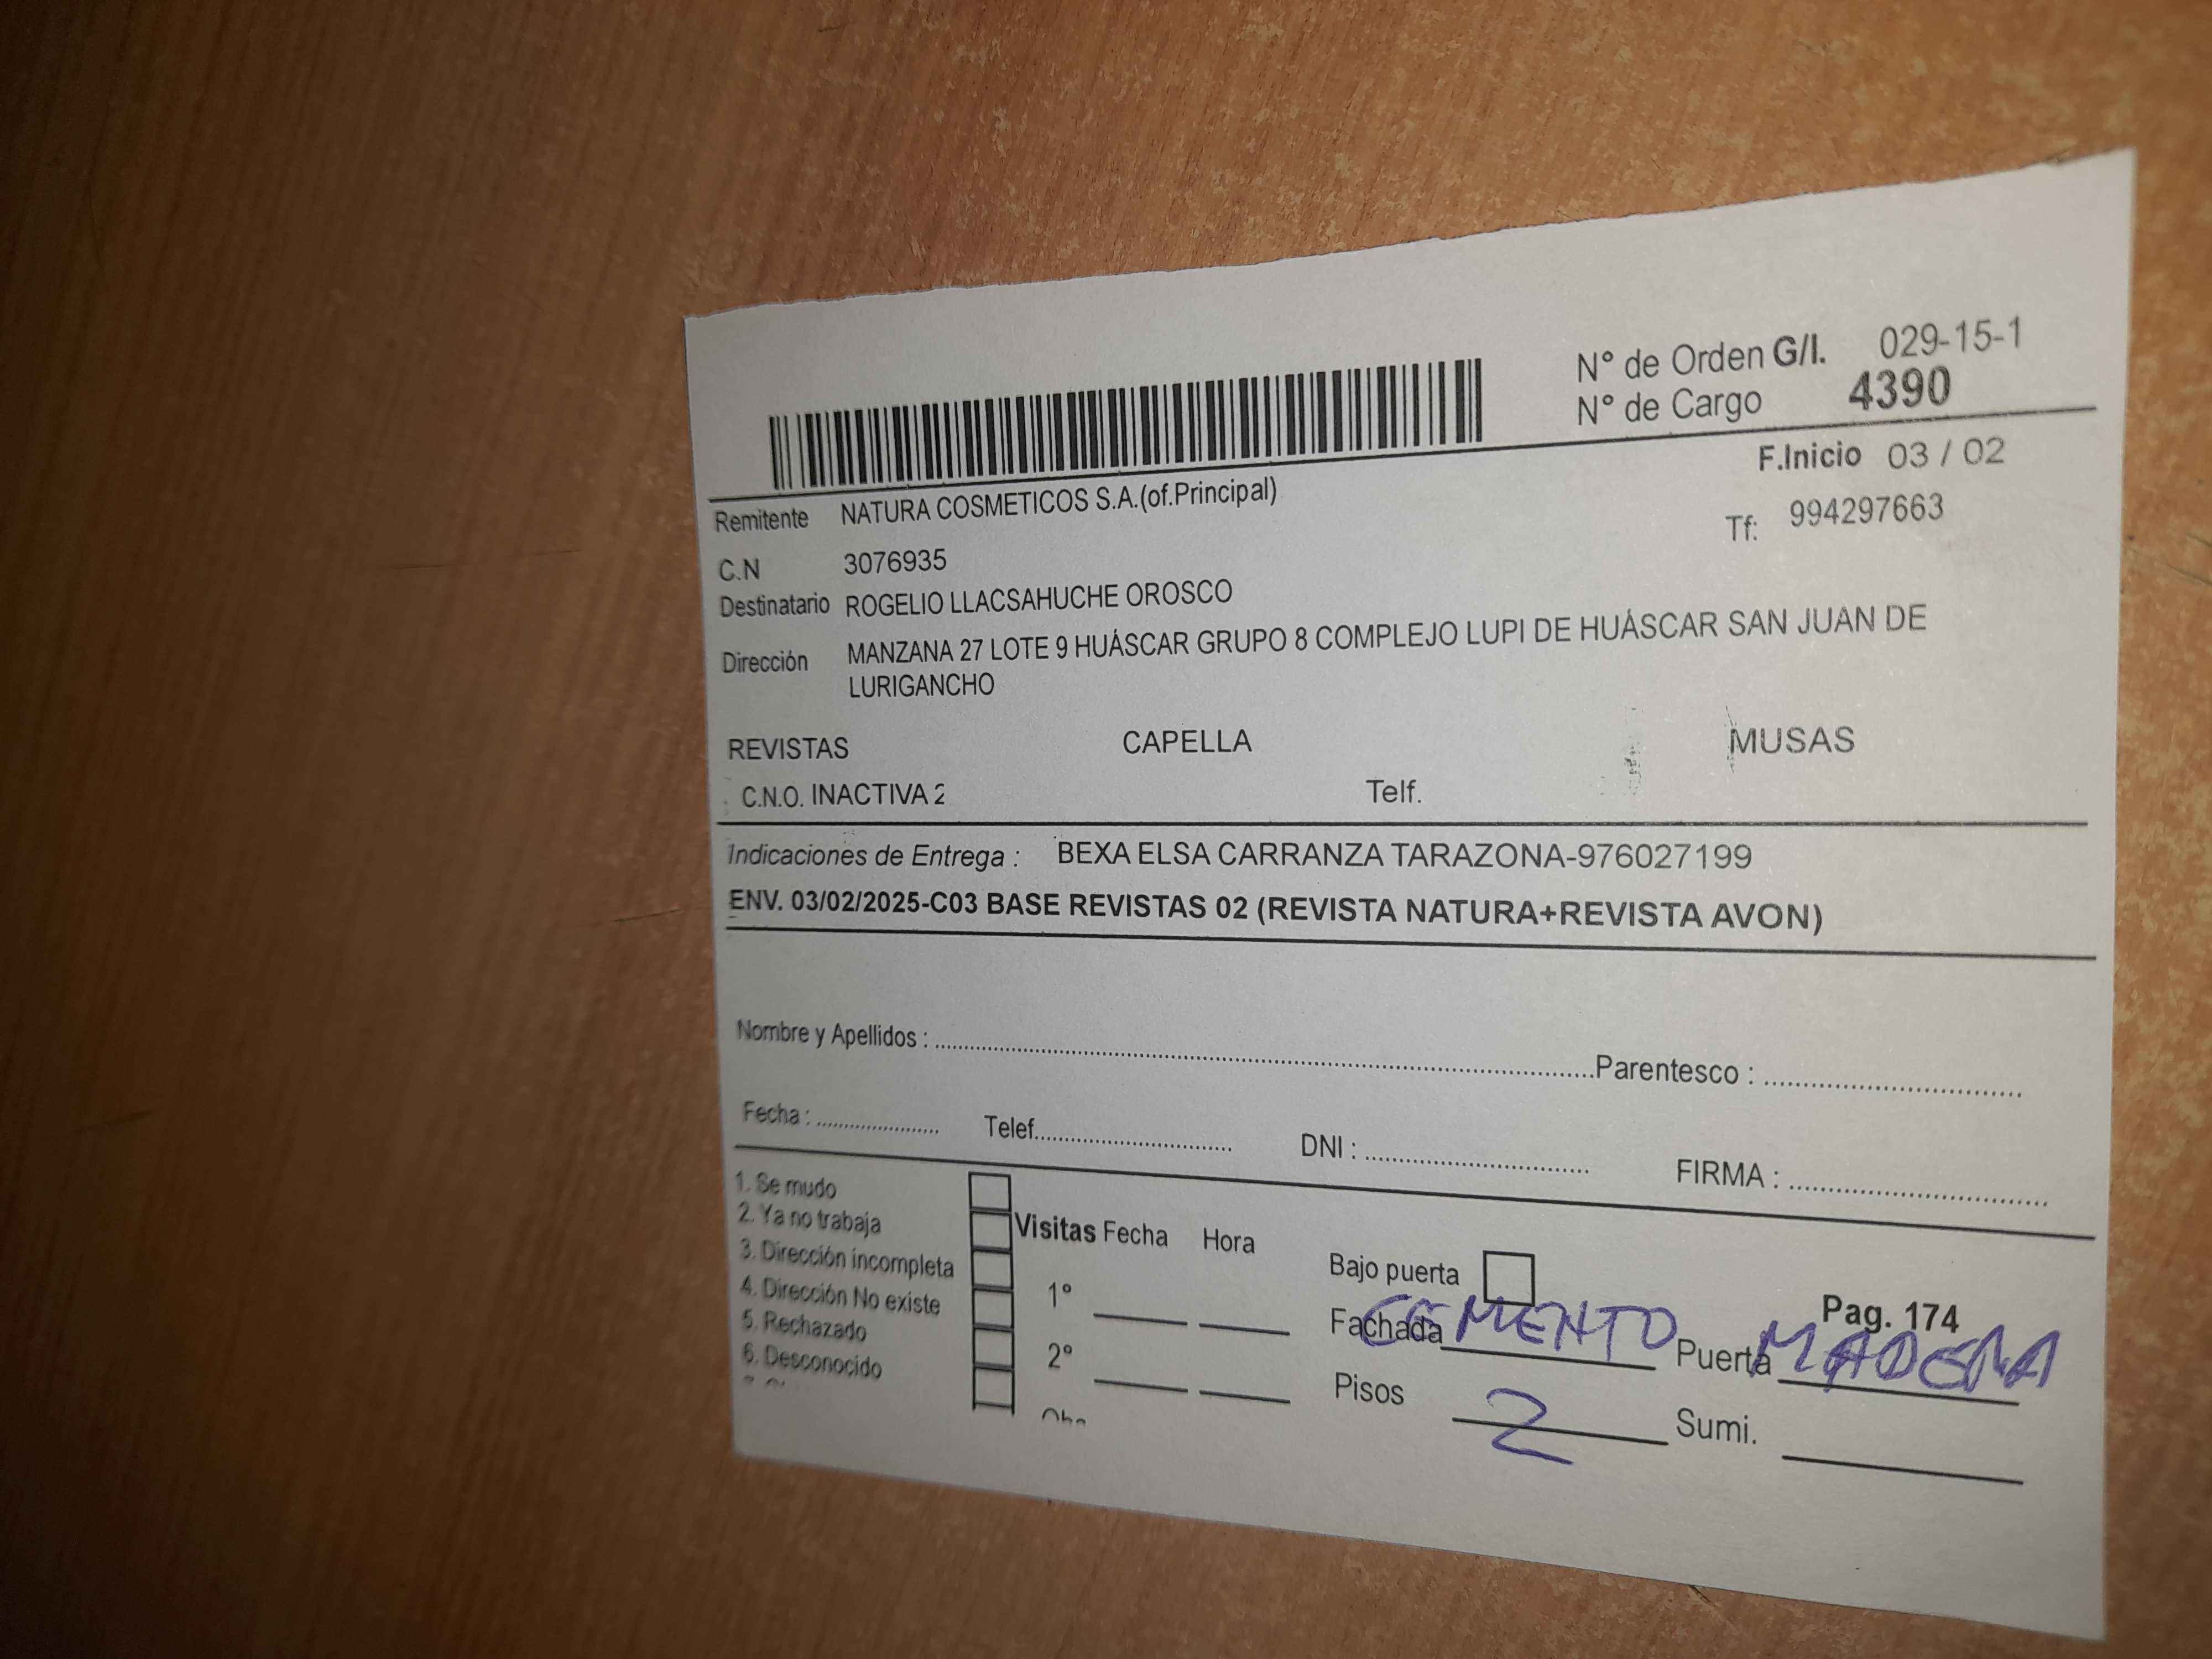 N° de Orden G/I. 029-15-1
N° de Cargo 4390
F.Inicio 03 / 02
Remitente NATURA COSMETICOS S.A.(of.Principal)
Tf: 994297663
C.N 3076935
Destinatario ROGELIO LLACSAHUCHE OROSCO
Dirección MANZANA 27 LOTE 9 HUÁSCAR GRUPO 8 COMPLEJO LUPI DE HUÁSCAR SAN JUAN DE
LURIGANCHO
REVISTAS CAPELLA MUSAS
C.N.O. INACTIVA 2 Telf.
Indicaciones de Entrega : BEXA ELSA CARRANZA TARAZONA-976027199
ENV. 03/02/2025-C03 BASE REVISTAS 02 (REVISTA NATURA+REVISTA AVON)
Nombre y Apellidos : Parentesco :
Fecha : Telef. DNI : FIRMA :
1. Se mudo
2. Ya no trabaja
3. Dirección incompleta
4. Dirección No existe
5. Rechazado
6. Desconocido
Visitas Fecha Hora
1°
2°
Bajo puerta
Pag. 174
Fachada CEMENTO Puerta MADERA
Pisos 2 Sumi.